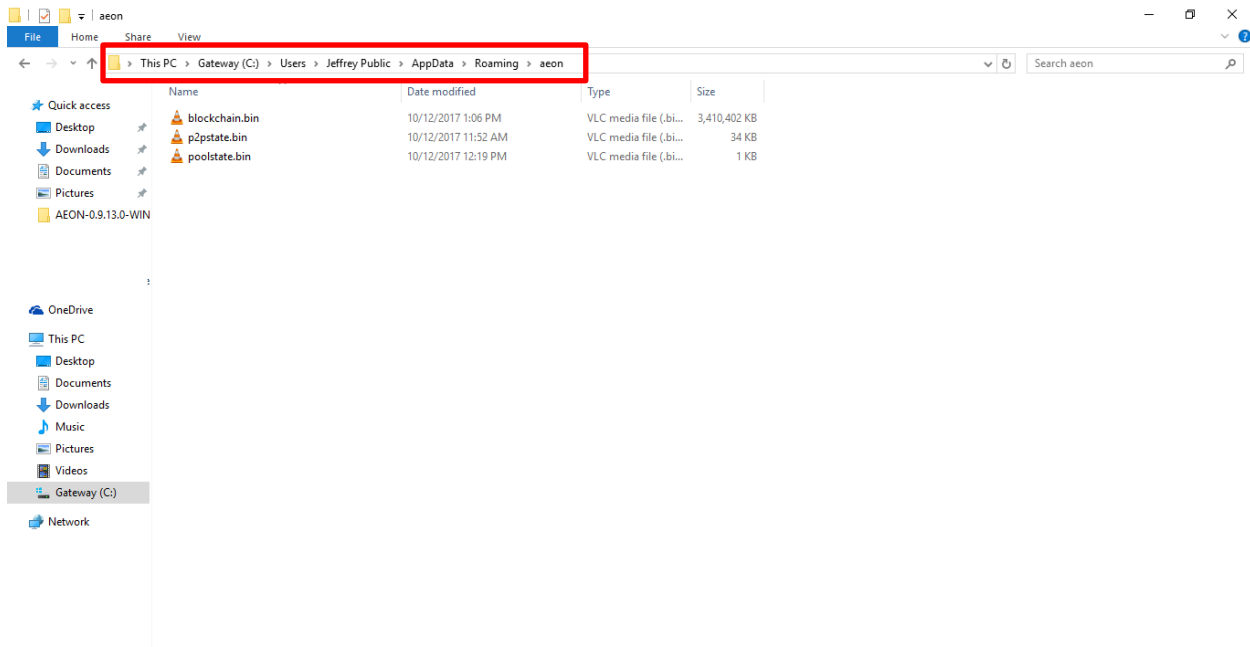 aeon
File Home Share View
This PC > Gateway (C:) > Users > Jeffrey Public > AppData > Roaming > aeon
Search aeon
Name Date modified Type Size
blockchain.bin 10/12/2017 1:06 PM VLC media file (.bi... 3,410,402 KB
p2pstate.bin 10/12/2017 11:52 AM VLC media file (.bi... 34 KB
poolstate.bin 10/12/2017 12:19 PM VLC media file (.bi... 1 KB
Quick access
Desktop
Downloads
Documents
Pictures
AEON-0.9.13.0-WIN
OneDrive
This PC
Desktop
Documents
Downloads
Music
Pictures
Videos
Gateway (C:)
Network